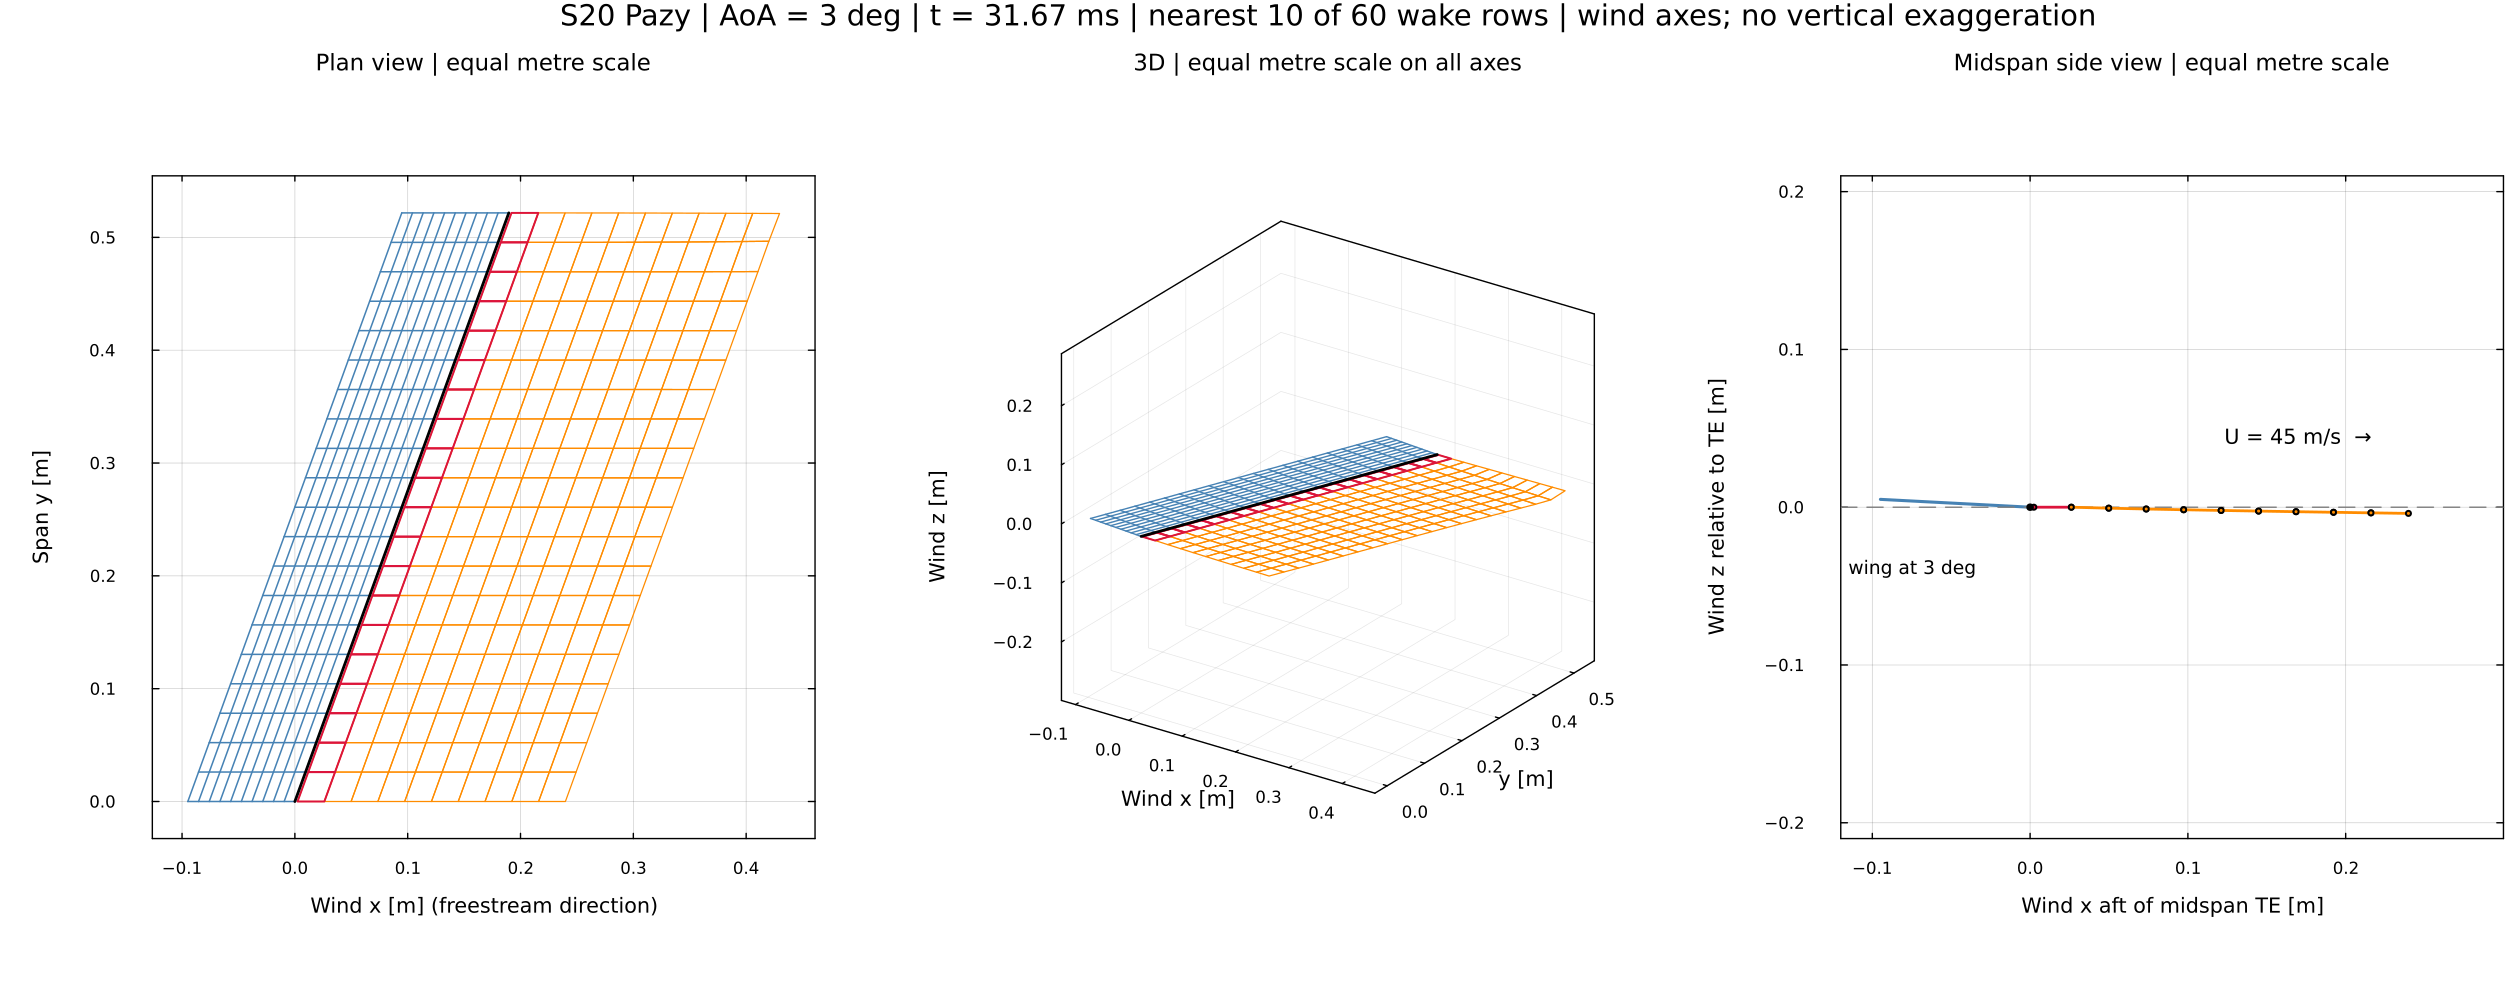 S20 Pazy | AoA = 3 deg | t = 31.67 ms | nearest 10 of 60 wake rows | wind axes; no vertical exaggeration
Plan view | equal metre scale
Span y [m]
0.5
0.4
0.3
0.2
0.1
0.0
−0.1
0.0
0.1
0.2
0.3
0.4
Wind x [m] (freestream direction)
3D | equal metre scale on all axes
Wind z [m]
0.2
0.1
0.0
−0.1
−0.2
−0.1
0.0
0.1
0.2
0.3
0.4
Wind x [m]
0.0
0.1
0.2
0.3
0.4
0.5
y [m]
Midspan side view | equal metre scale
Wind z relative to TE [m]
0.2
0.1
0.0
−0.1
−0.2
U = 45 m/s →
wing at 3 deg
−0.1
0.0
0.1
0.2
Wind x aft of midspan TE [m]